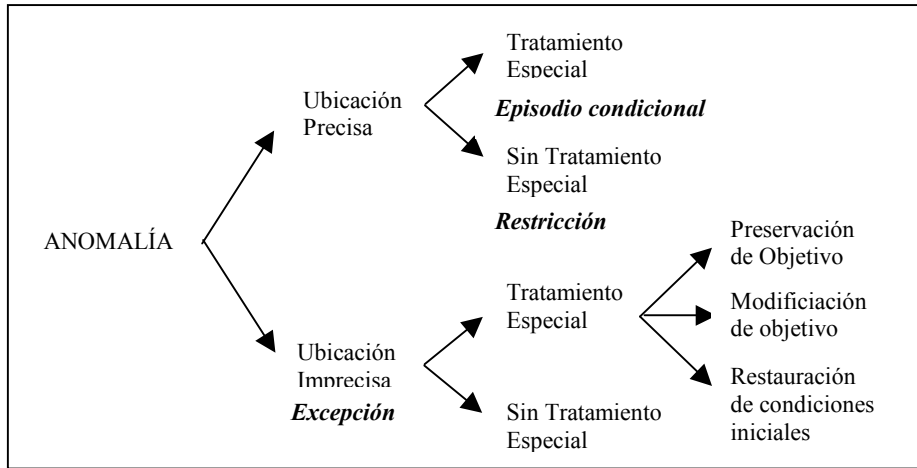 ANOMALÍA
Ubicación
Precisa
Tratamiento
Especial
Episodio condicional
Sin Tratamiento
Especial
Restricción
Ubicación
Imprecisa
Excepción
Tratamiento
Especial
Preservación
de Objetivo
Modificiación
de objetivo
Restauración
de condiciones
iniciales
Sin Tratamiento
Especial